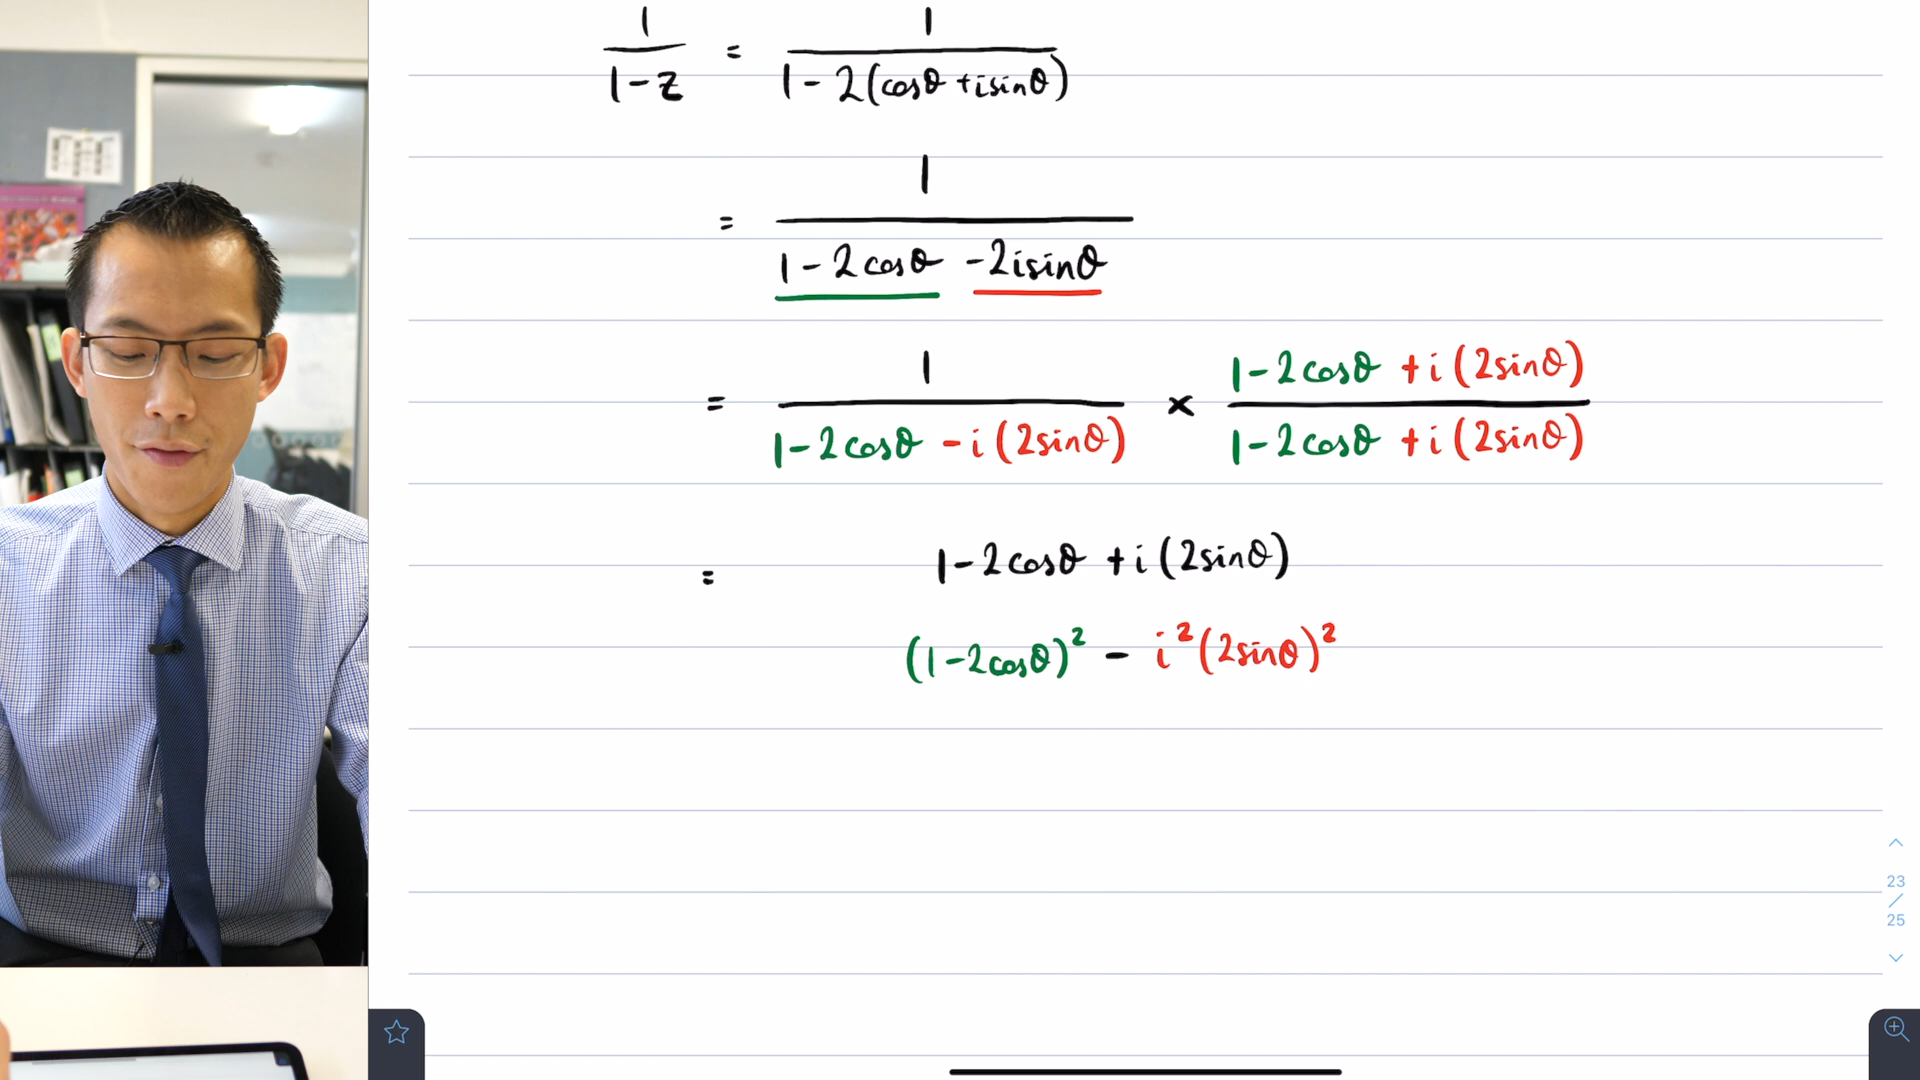 1/(1-z) = 1/(1-2(cosθ+isinθ))
= 1/(1-2cosθ -2isinθ)
= 1/(1-2cosθ -i(2sinθ)) × (1-2cosθ +i(2sinθ))/(1-2cosθ +i(2sinθ))
= 1-2cosθ +i(2sinθ)
(1-2cosθ)² - i²(2sinθ)²
23
/
25